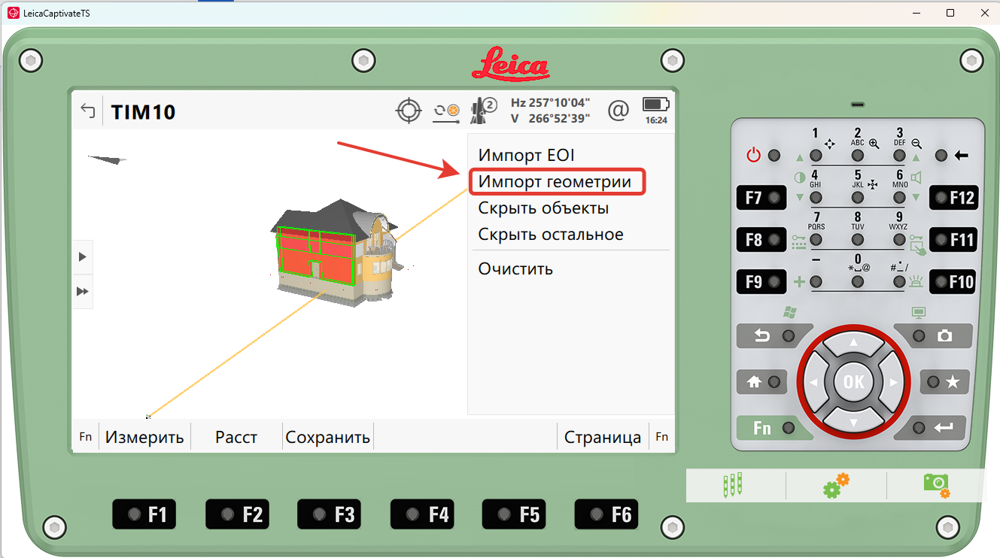 LeicaCaptivateTS
Leica
TIM10
2
Hz 257°10'04"
V 266°52'39"
@
16:24
Импорт EOI
Импорт геометрии
Скрыть объекты
Скрыть остальное
Очистить
Fn
Измерить
Расст
Сохранить
Страница
Fn
F1
F2
F3
F4
F5
F6
1
2
ABC
3
DEF
4
GHI
5
JKL
6
MNO
F7
F12
7
PQRS
8
TUV
9
WXYZ
F8
F11
0
*␣@
#.-/
F9
F10
OK
Fn